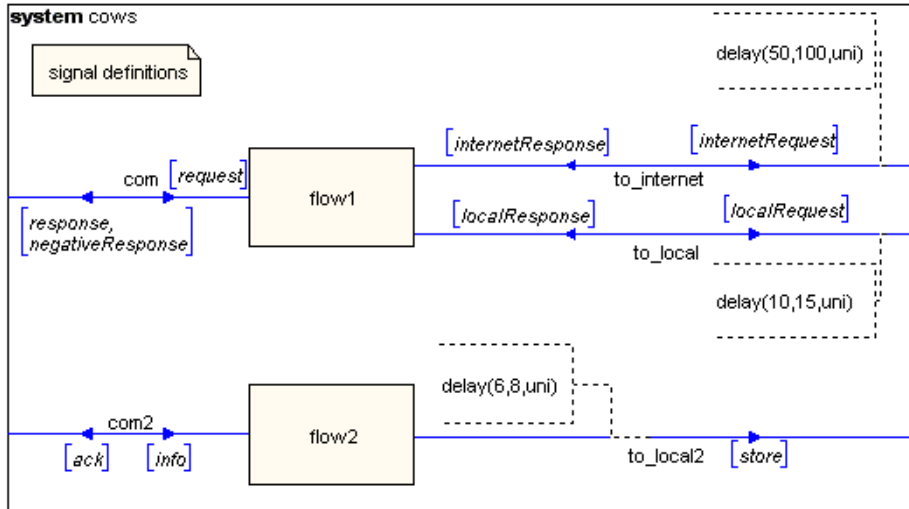 system cows
signal definitions
delay(50,100,uni)
[internetResponse]
[internetRequest]
com
[request]
to_internet
flow1
[response,
negativeResponse]
[localResponse]
[localRequest]
to_local
delay(10,15,uni)
delay(6,8,uni)
com2
flow2
[ack]
[info]
to_local2
[store]